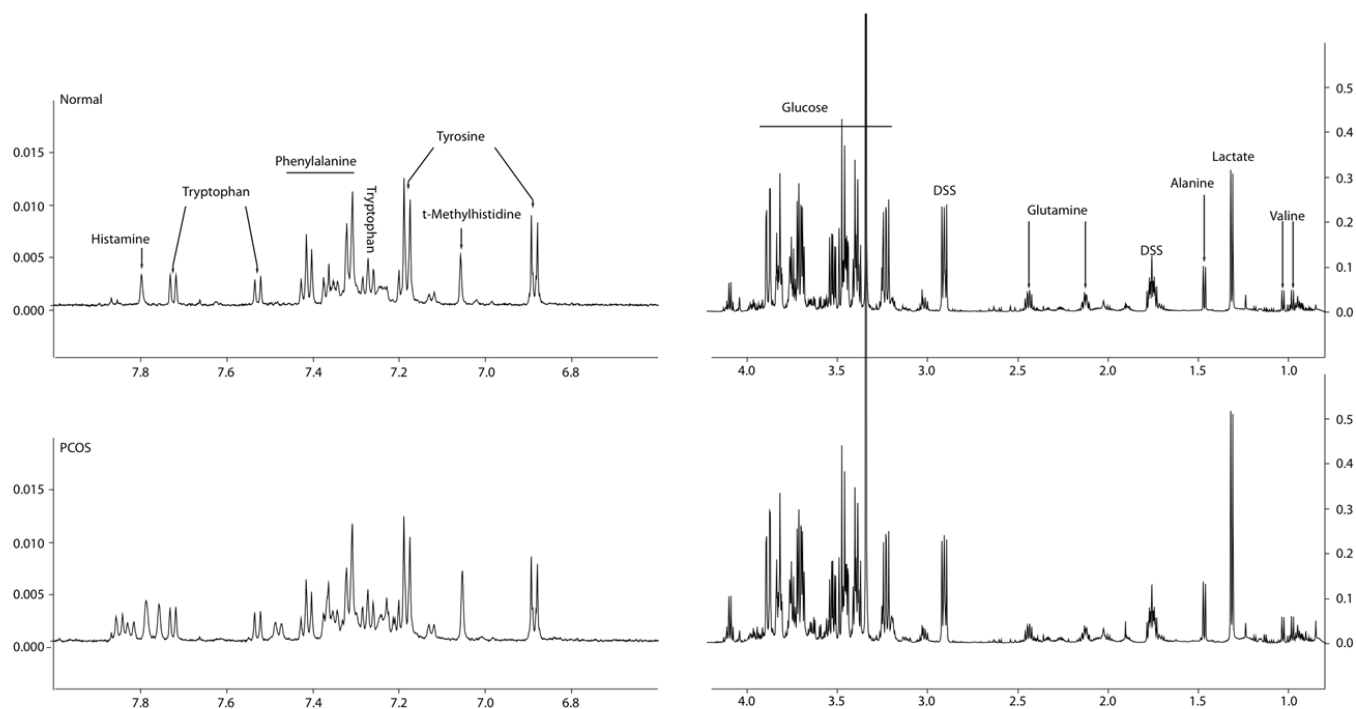 Normal
Glucose
Tyrosine
Lactate
Phenylalanine
Tryptophan
Tryptophan
DSS
Alanine
t-Methylhistidine
Glutamine
Valine
Histamine
DSS
0.015
0.010
0.005
0.000
0.5
0.4
0.3
0.2
0.1
0.0
7.8 7.6 7.4 7.2 7.0 6.8
4.0 3.5 3.0 2.5 2.0 1.5 1.0
PCOS
0.015
0.010
0.005
0.000
0.5
0.4
0.3
0.2
0.1
0.0
7.8 7.6 7.4 7.2 7.0 6.8
4.0 3.5 3.0 2.5 2.0 1.5 1.0